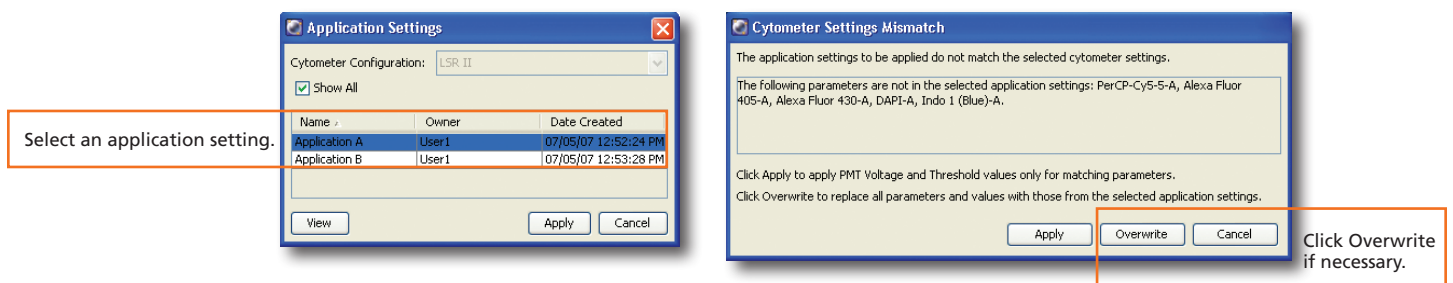 Select an application setting.
Application Settings
Cytometer Configuration: LSR II
Show All
Name Owner Date Created
Application A User1 07/05/07 12:52:24 PM
Application B User1 07/05/07 12:53:28 PM
View Apply Cancel
Cytometer Settings Mismatch
The application settings to be applied do not match the selected cytometer settings.
The following parameters are not in the selected application settings: PerCP-Cy5-5-A, Alexa Fluor
405-A, Alexa Fluor 430-A, DAPI-A, Indo 1 (Blue)-A.
Click Apply to apply PMT Voltage and Threshold values only for matching parameters.
Click Overwrite to replace all parameters and values with those from the selected application settings.
Apply Overwrite Cancel
Click Overwrite
if necessary.